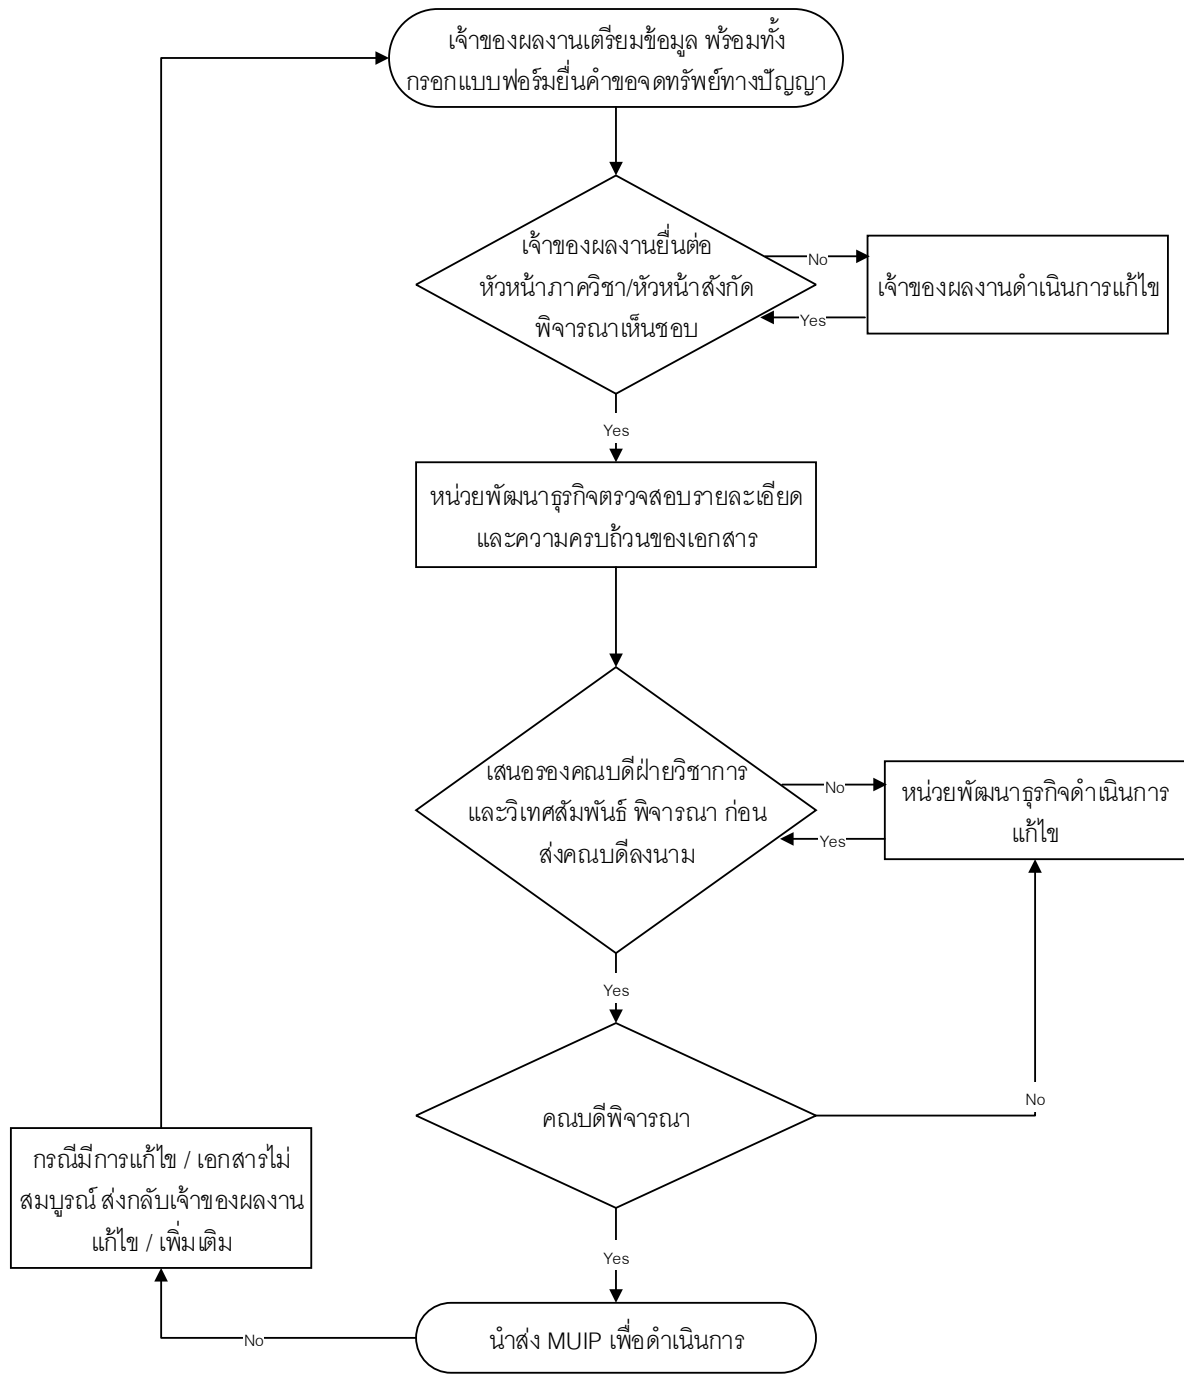 เจ้าของผลงานเตรียมข้อมูล พร้อมทั้ง
กรอกแบบฟอร์มยื่นคำขอจดทรัพย์ทางปัญญา
เจ้าของผลงานยื่นต่อ
หัวหน้าภาควิชา/หัวหน้าสังกัด
พิจารณาเห็นชอบ
No
เจ้าของผลงานดำเนินการแก้ไข
Yes
Yes
หน่วยพัฒนาธุรกิจตรวจสอบรายละเอียด
และความครบถ้วนของเอกสาร
เสนอรองคณบดีฝ่ายวิชาการ
และวิเทศสัมพันธ์ พิจารณา ก่อน
ส่งคณบดีลงนาม
No
หน่วยพัฒนาธุรกิจดำเนินการ
แก้ไข
Yes
Yes
คณบดีพิจารณา
No
กรณีมีการแก้ไข / เอกสารไม่
สมบูรณ์ ส่งกลับเจ้าของผลงาน
แก้ไข / เพิ่มเติม
Yes
นำส่ง MUIP เพื่อดำเนินการ
No